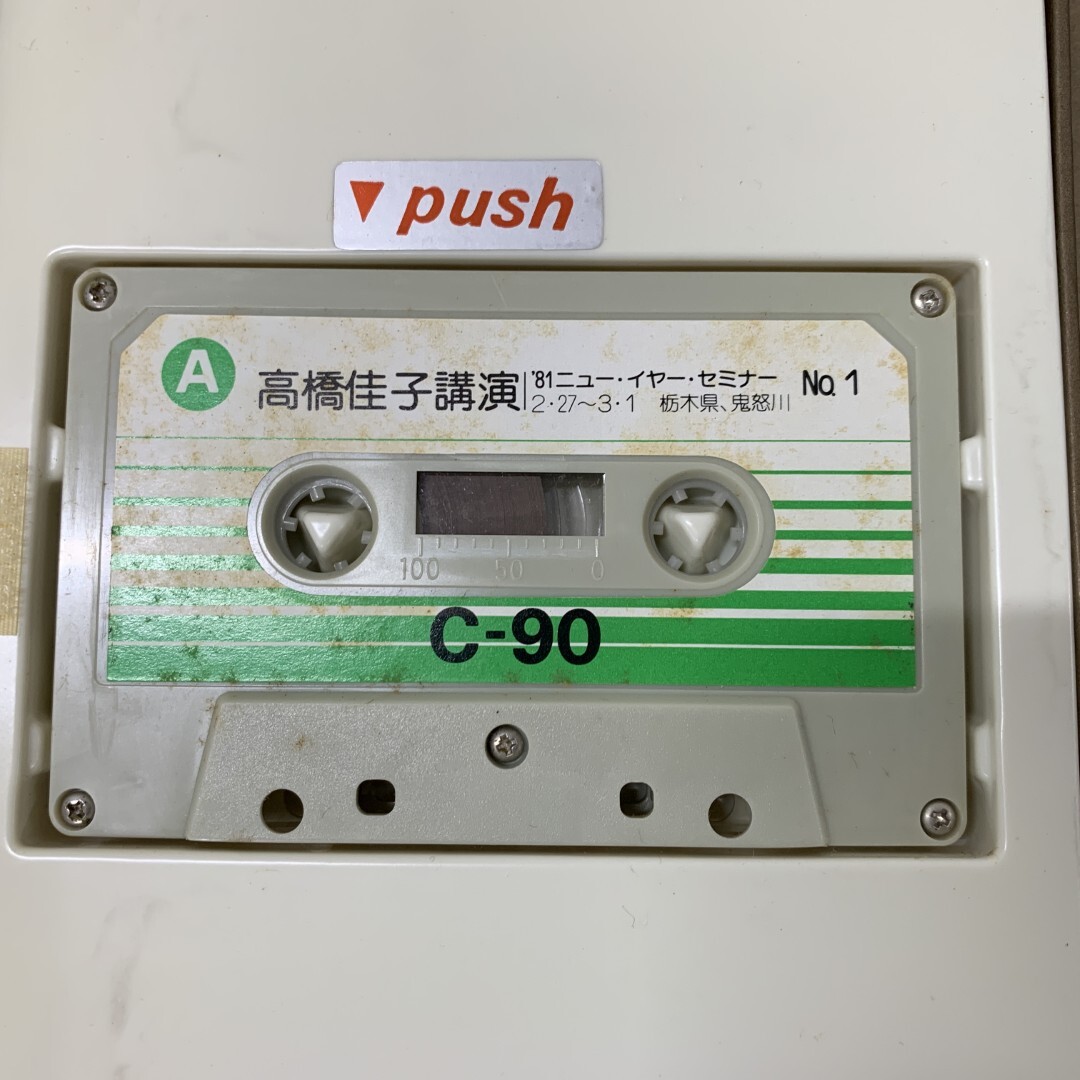 ▼ push
A
高橋佳子講演
'81ニュー・イヤー・セミナー
2・27〜3・1 栃木県、鬼怒川
No. 1
100 50 0
C-90